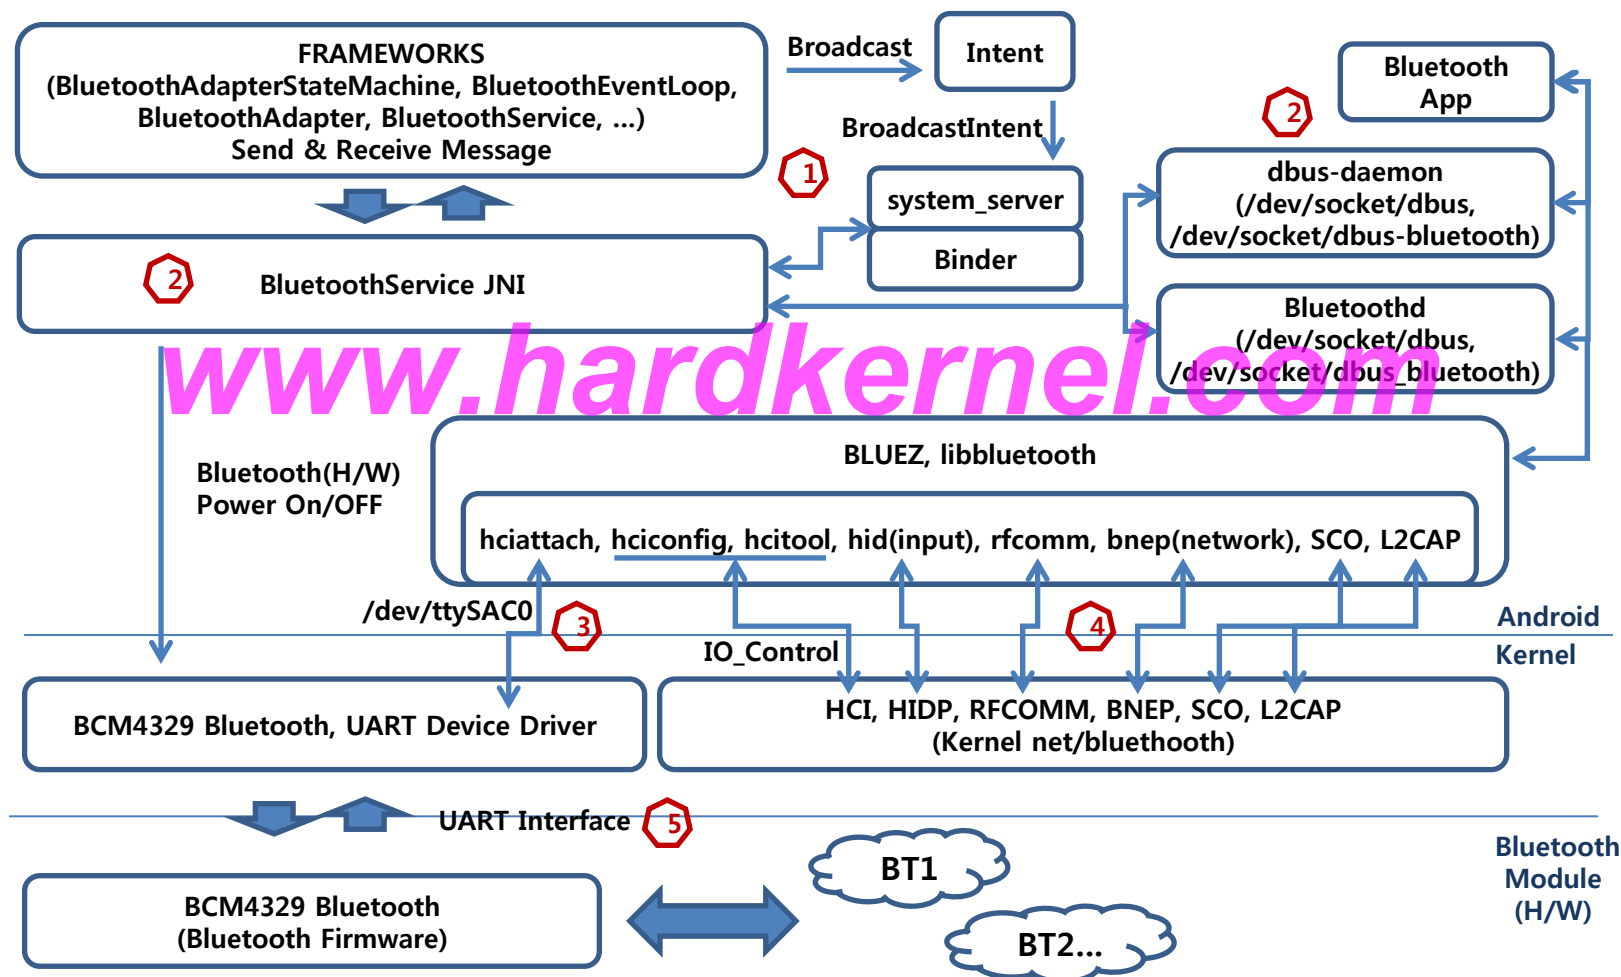 FRAMEWORKS
(BluetoothAdapterStateMachine, BluetoothEventLoop,
BluetoothAdapter, BluetoothService, ...)
Send & Receive Message
Broadcast
Intent
BroadcastIntent
1
system_server
Binder
2
Bluetooth
App
dbus-daemon
(/dev/socket/dbus,
/dev/socket/dbus-bluetooth)
2
BluetoothService JNI
Bluetoothd
(/dev/socket/dbus,
/dev/socket/dbus_bluetooth)
www.hardkernel.com
Bluetooth(H/W)
Power On/OFF
BLUEZ, libbluetooth
hciattach, hciconfig, hcitool, hid(input), rfcomm, bnep(network), SCO, L2CAP
/dev/ttySAC0
3
4
Android
IO_Control
Kernel
BCM4329 Bluetooth, UART Device Driver
HCI, HIDP, RFCOMM, BNEP, SCO, L2CAP
(Kernel net/bluethooth)
UART Interface
5
Bluetooth
Module
(H/W)
BCM4329 Bluetooth
(Bluetooth Firmware)
BT1
BT2...